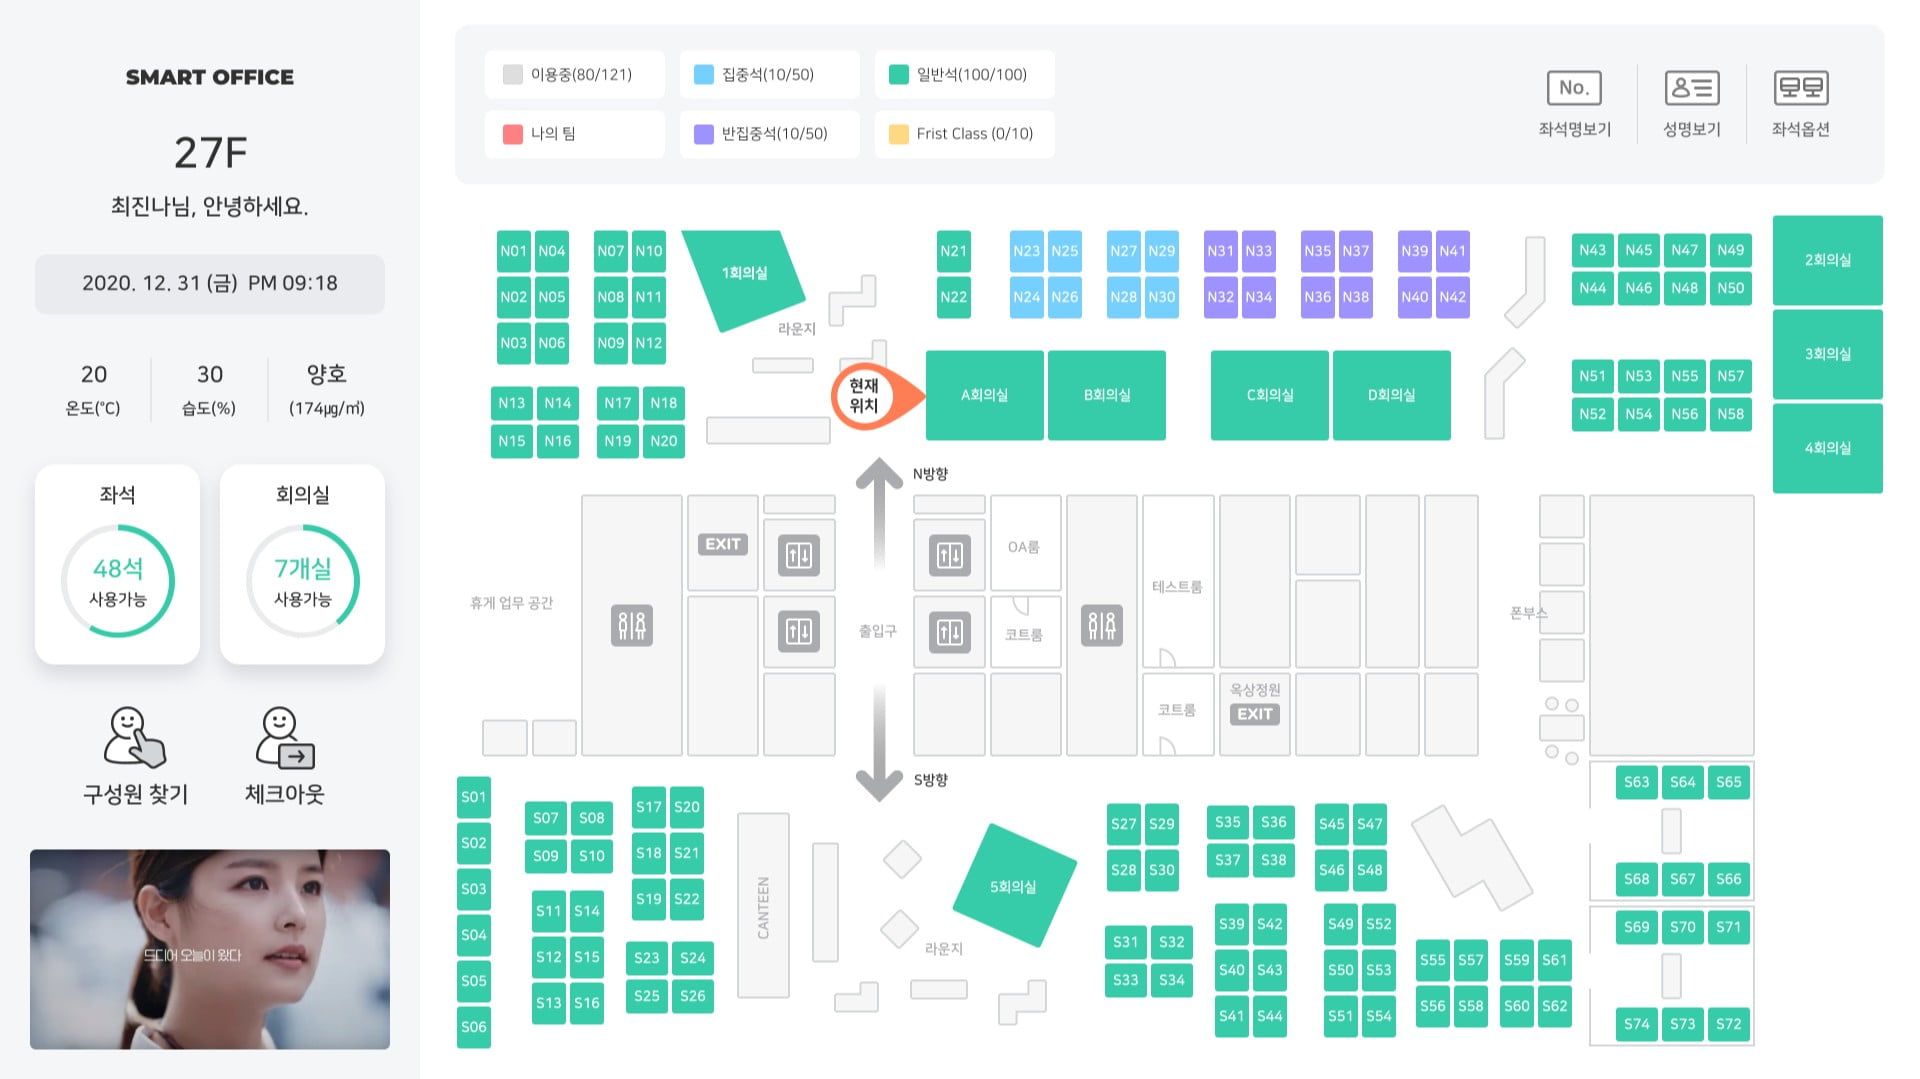 SMART OFFICE
27F
최진나님, 안녕하세요.
2020. 12. 31 (금) PM 09:18
20 30 양호
온도(℃) 습도(%) (174㎍/㎥)
좌석 회의실
48석 7개실
사용가능 사용가능
구성원 찾기 체크아웃
드디어 오늘이 왔다
이용중(80/121) 집중석(10/50) 일반석(100/100)
나의 팀 반집중석(10/50) Frist Class (0/10)
No.
좌석명보기 성명보기 좌석옵션
N01 N04 N07 N10
N02 N05 N08 N11
N03 N06 N09 N12
N13 N14 N17 N18
N15 N16 N19 N20
1회의실
라운지
N21 N23 N25 N27 N29 N31 N33 N35 N37 N39 N41
N22 N24 N26 N28 N30 N32 N34 N36 N38 N40 N42
N43 N45 N47 N49
N44 N46 N48 N50
N51 N53 N55 N57
N52 N54 N56 N58
2회의실
3회의실
4회의실
현재
위치
A회의실 B회의실 C회의실 D회의실
N방향
EXIT
OA룸
테스트룸
휴게 업무 공간
출입구
코트룸
폰부스
옥상정원
EXIT
코트룸
S방향
S01
S02
S03
S04
S05
S06
S07 S08
S09 S10
S11 S14
S12 S15
S13 S16
S17 S20
S18 S21
S19 S22
S23 S24
S25 S26
CANTEEN
5회의실
라운지
S27 S29
S28 S30
S31 S32
S33 S34
S35 S36
S37 S38
S39 S42
S40 S43
S41 S44
S45 S47
S46 S48
S49 S52
S50 S53
S51 S54
S55 S57 S59 S61
S56 S58 S60 S62
S63 S64 S65
S68 S67 S66
S69 S70 S71
S74 S73 S72